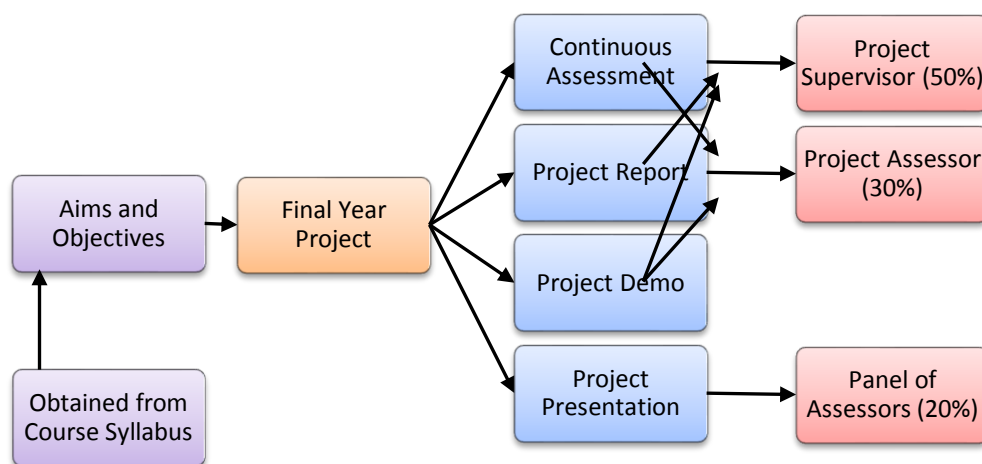 Continuous
Assessment
Project
Supervisor (50%)
Project Report
Project Assessor
(30%)
Aims and
Objectives
Final Year
Project
Project Demo
Obtained from
Course Syllabus
Project
Presentation
Panel of
Assessors (20%)